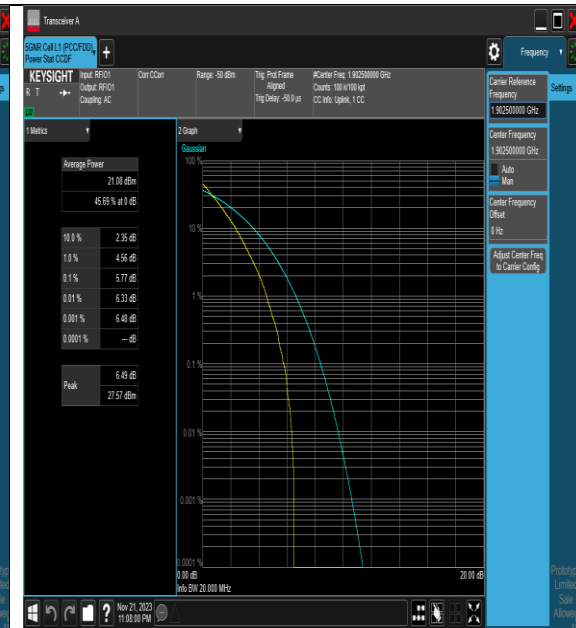 Transceiver A
5GNR Cell L1 (PCC/FDD)
Power Stat CCDF
+
Frequency
KEYSIGHT
R T
Input: RFIO1
Output: RFIO1
Coupling: AC
Corr CCorr
Range: -50 dBm
Trig: Prot Frame
Aligned
Trig Delay: -50.0 µs
#Center Freq: 1.902500000 GHz
Counts: 100 k/100 kpt
CC Info: Uplink, 1 CC
Carrier Reference
Frequency
1.902500000 GHz
Center Frequency
1.902500000 GHz
Auto
Man
Center Frequency
Offset
0 Hz
Adjust Center Freq
to Carrier Config
Settings
1 Metrics
Average Power
21.08 dBm
45.69 % at 0 dB
10.0 % 2.35 dB
1.0 % 4.56 dB
0.1 % 5.77 dB
0.01 % 6.33 dB
0.001 % 6.48 dB
0.0001 % --- dB
Peak 6.49 dB
27.57 dBm
2 Graph
Gaussian
100 %
10 %
1 %
0.1 %
0.01 %
0.001 %
0.0001 %
0.00 dB 20.00 dB
Info BW 20.000 MHz
Nov 21, 2023
11:08:00 PM
?
Prototyp
Limited
Sale
Allowe